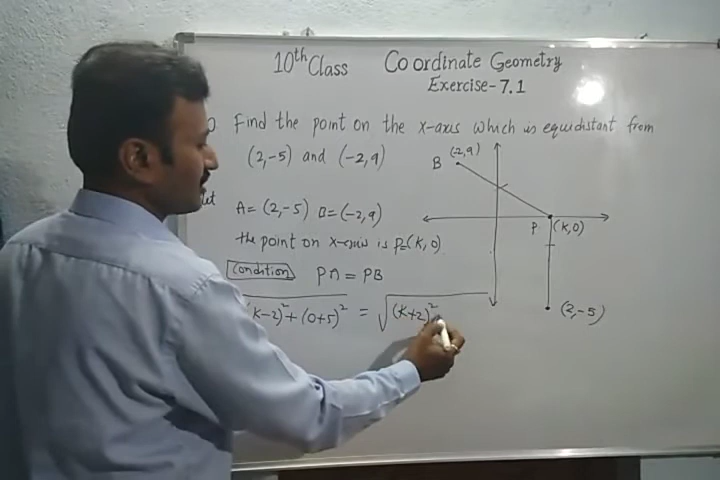 10th Class Coordinate Geometry
Exercise-7.1
Find the point on the x-axis which is equidistant from
(2,-5) and (-2,9)
let A=(2,-5) B=(-2,9)
the point on x-axis is P=(K,0)
Condition PA=PB
(K-2)²+(0+5)² = √(K+2)²
B (-2,9)
P (K,0)
(2,-5)